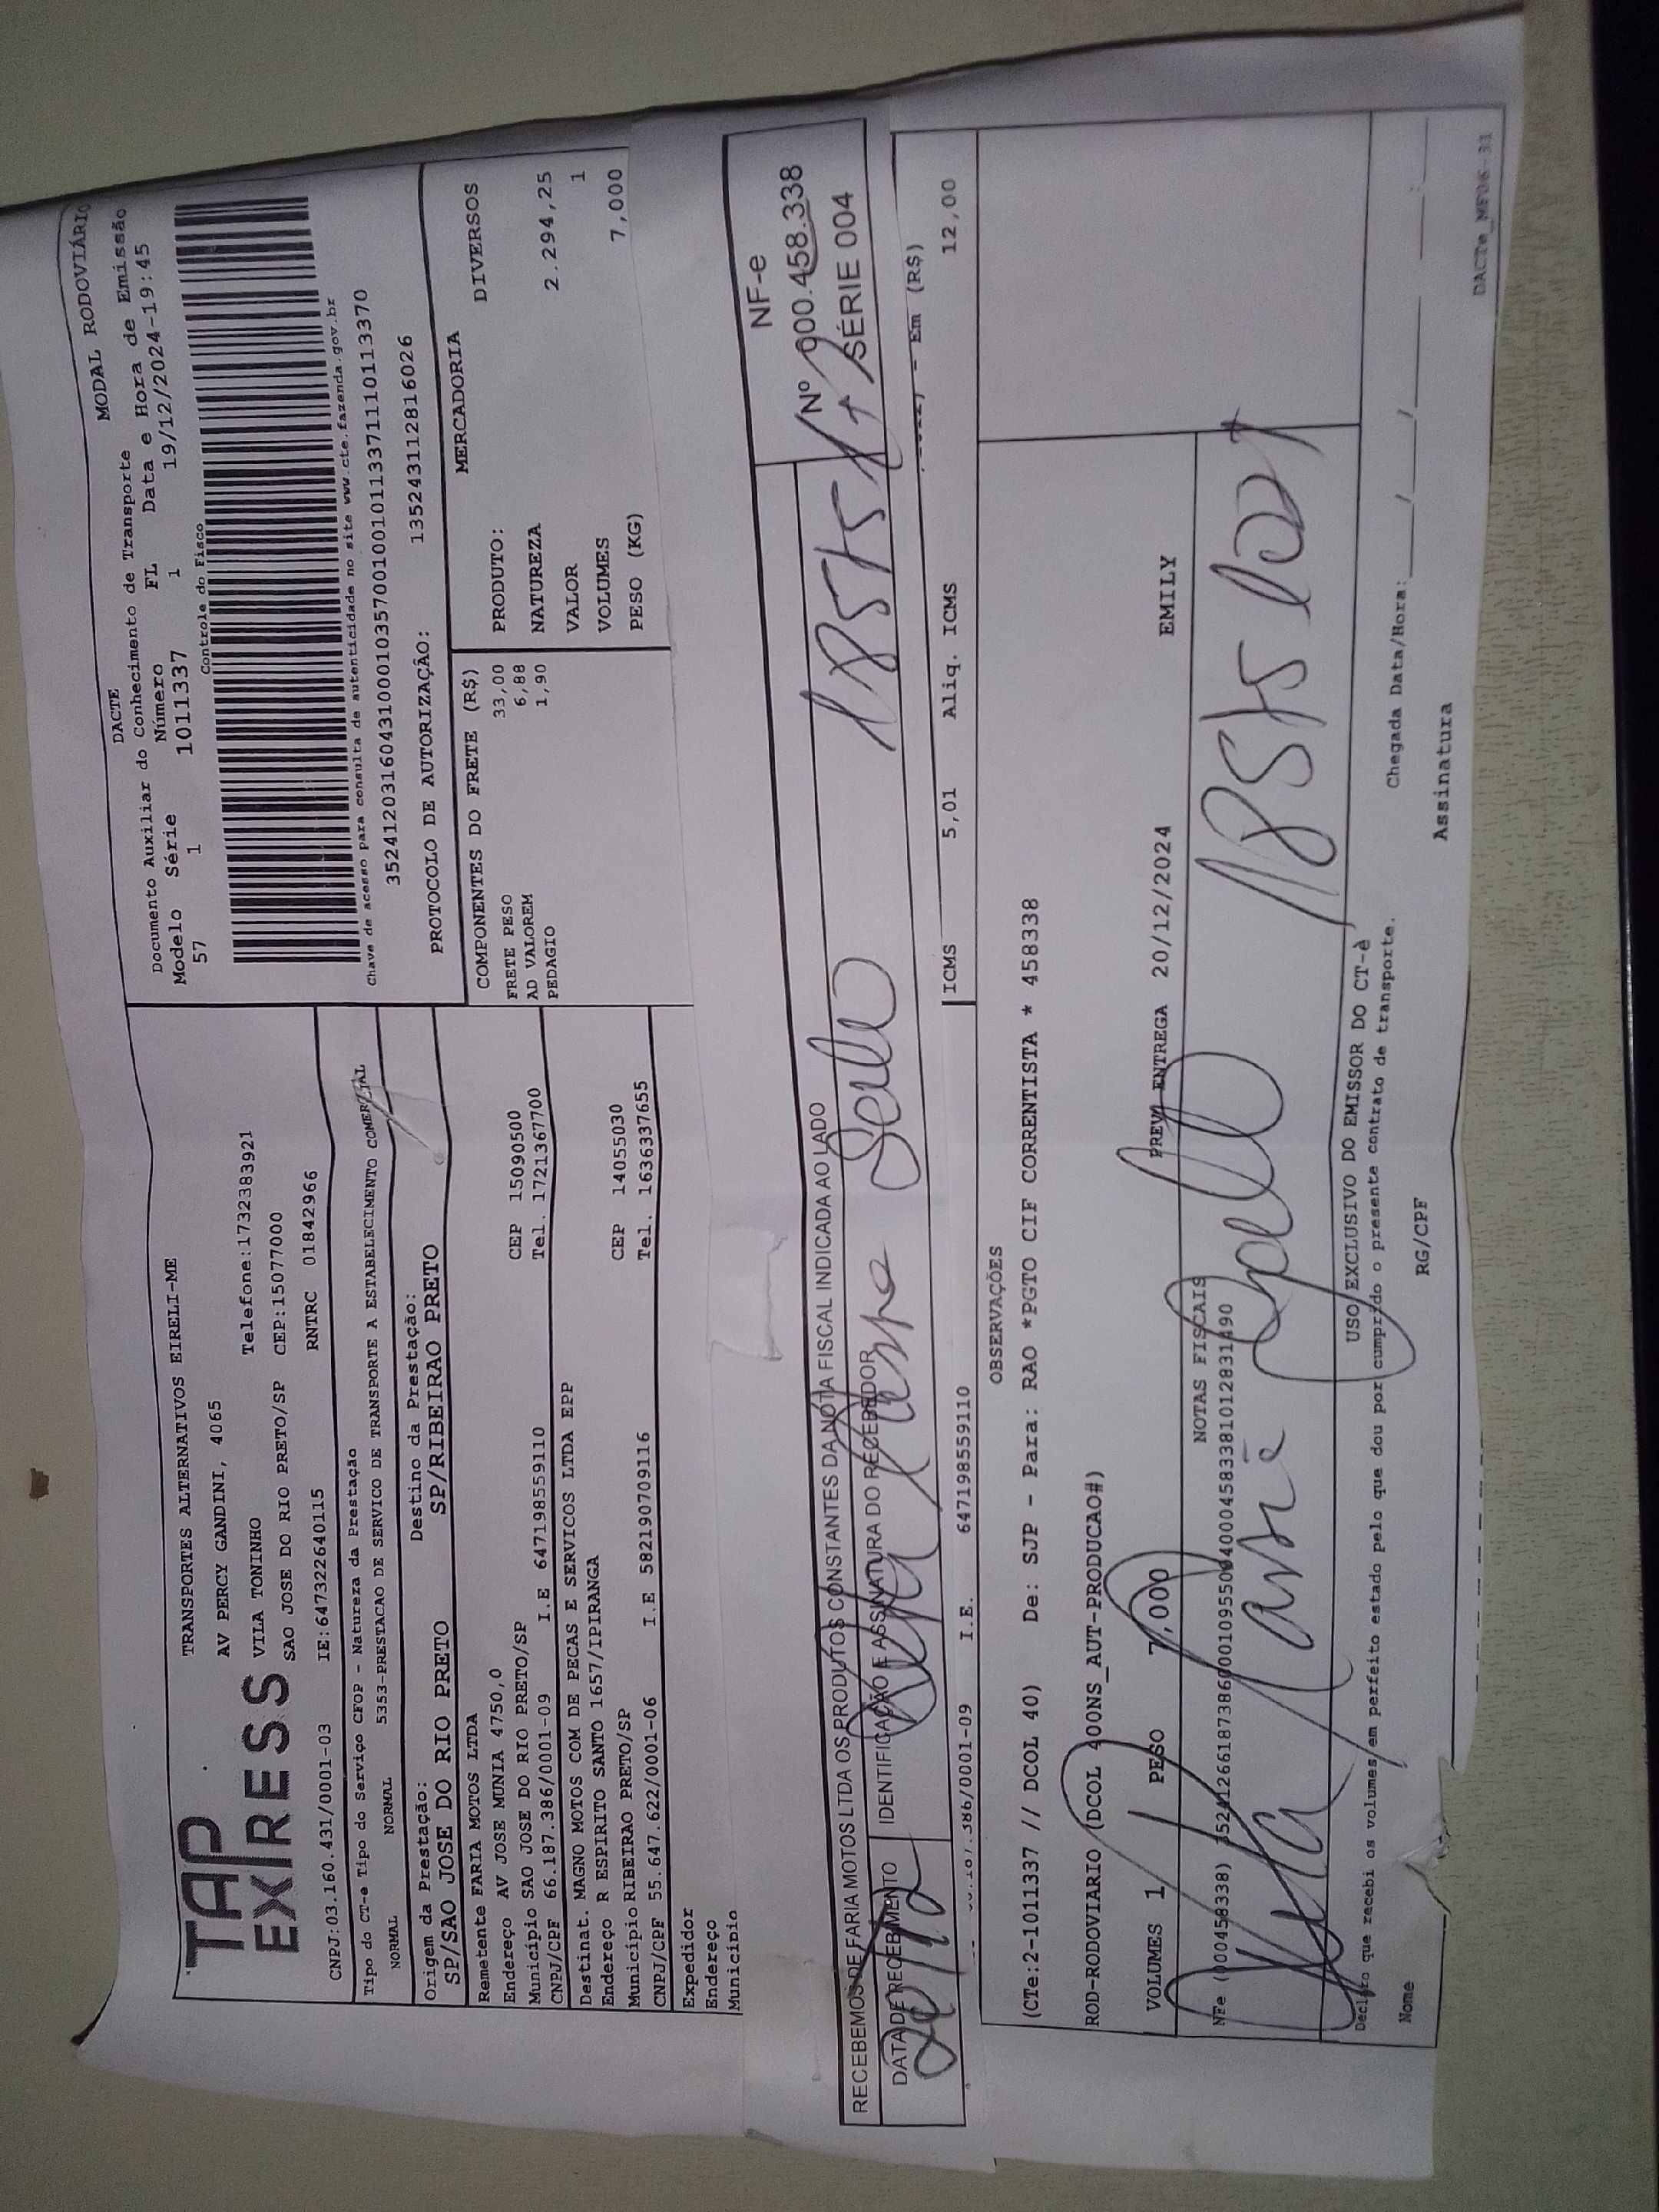 TAP
EXPRESS
TRANSPORTES ALTERNATIVOS EIRELI-ME
AV PERCY GANDINI, 4065
VILA TONINHO Telefone:1732383921
SAO JOSE DO RIO PRETO/SP CEP:15077000
CNPJ:03.160.431/0001-03 IE:647322640115 RNTRC 01842966
Tipo do CT-e Tipo do Serviço CFOP - Natureza da Prestação
NORMAL NORMAL 5353-PRESTACAO DE SERVICO DE TRANSPORTE A ESTABELECIMENTO COMERCIAL
Origem da Prestação: Destino da Prestação:
SP/SAO JOSE DO RIO PRETO SP/RIBEIRAO PRETO
Remetente FARIA MOTOS LTDA
Endereço AV JOSE MUNIA 4750,0 CEP 15090500
Município SAO JOSE DO RIO PRETO/SP Tel. 1721367700
CNPJ/CPF 66.187.386/0001-09 I.E 647198559110
Destinat. MAGNO MOTOS COM DE PECAS E SERVICOS LTDA EPP
Endereço R ESPIRITO SANTO 1657/IPIRANGA CEP 14055030
Município RIBEIRAO PRETO/SP Tel. 1636337655
CNPJ/CPF 55.647.622/0001-06 I.E 582190709116
Expedidor
Endereço
Município
DACTE MODAL RODOVIÁRIO
Documento Auxiliar do Conhecimento de Transporte
Modelo Série Número FL Data e Hora de Emissão
57 1 1011337 1 19/12/2024-19:45
Controle do Fisco
Chave de acesso para consulta de autenticidade no site www.cte.fazenda.gov.br
35241203160431000103570010010113371110113370
PROTOCOLO DE AUTORIZAÇÃO: 135243112816026
COMPONENTES DO FRETE (R$)
FRETE PESO 33,00
AD VALOREM 6,88
PEDAGIO 1,90
MERCADORIA
PRODUTO: DIVERSOS
NATUREZA
VALOR 2.294,25
VOLUMES 1
PESO (KG) 7,000
RECEBEMOS DE FARIA MOTOS LTDA OS PRODUTOS CONSTANTES DA NOTA FISCAL INDICADA AO LADO
DATA DE RECEBIMENTO IDENTIFICAÇÃO E ASSINATURA DO RECEBEDOR
20/12
NF-e
Nº 000.458.338
SÉRIE 004
I.E. 647198559110 ICMS 5,01 Aliq. ICMS 12,00
OBSERVAÇÕES
(CTe:2-1011337 // DCOL 40) De: SJP - Para: RAO *PGTO CIF CORRENTISTA * 458338
ROD-RODOVIARIO (DCOL 400NS_AUT-PRODUCAO#)
VOLUMES 1 PESO 7,000 PREV. ENTREGA 20/12/2024 EMILY
NOTAS FISCAIS
NFe (000458338)
USO EXCLUSIVO DO EMISSOR DO CT-e
Declaro que recebi os volumes em perfeito estado pelo que dou por cumprido o presente contrato de transporte.
Nome RG/CPF Assinatura Chegada Data/Hora: ____/____/____ ____:____
DACTe_MF06-31